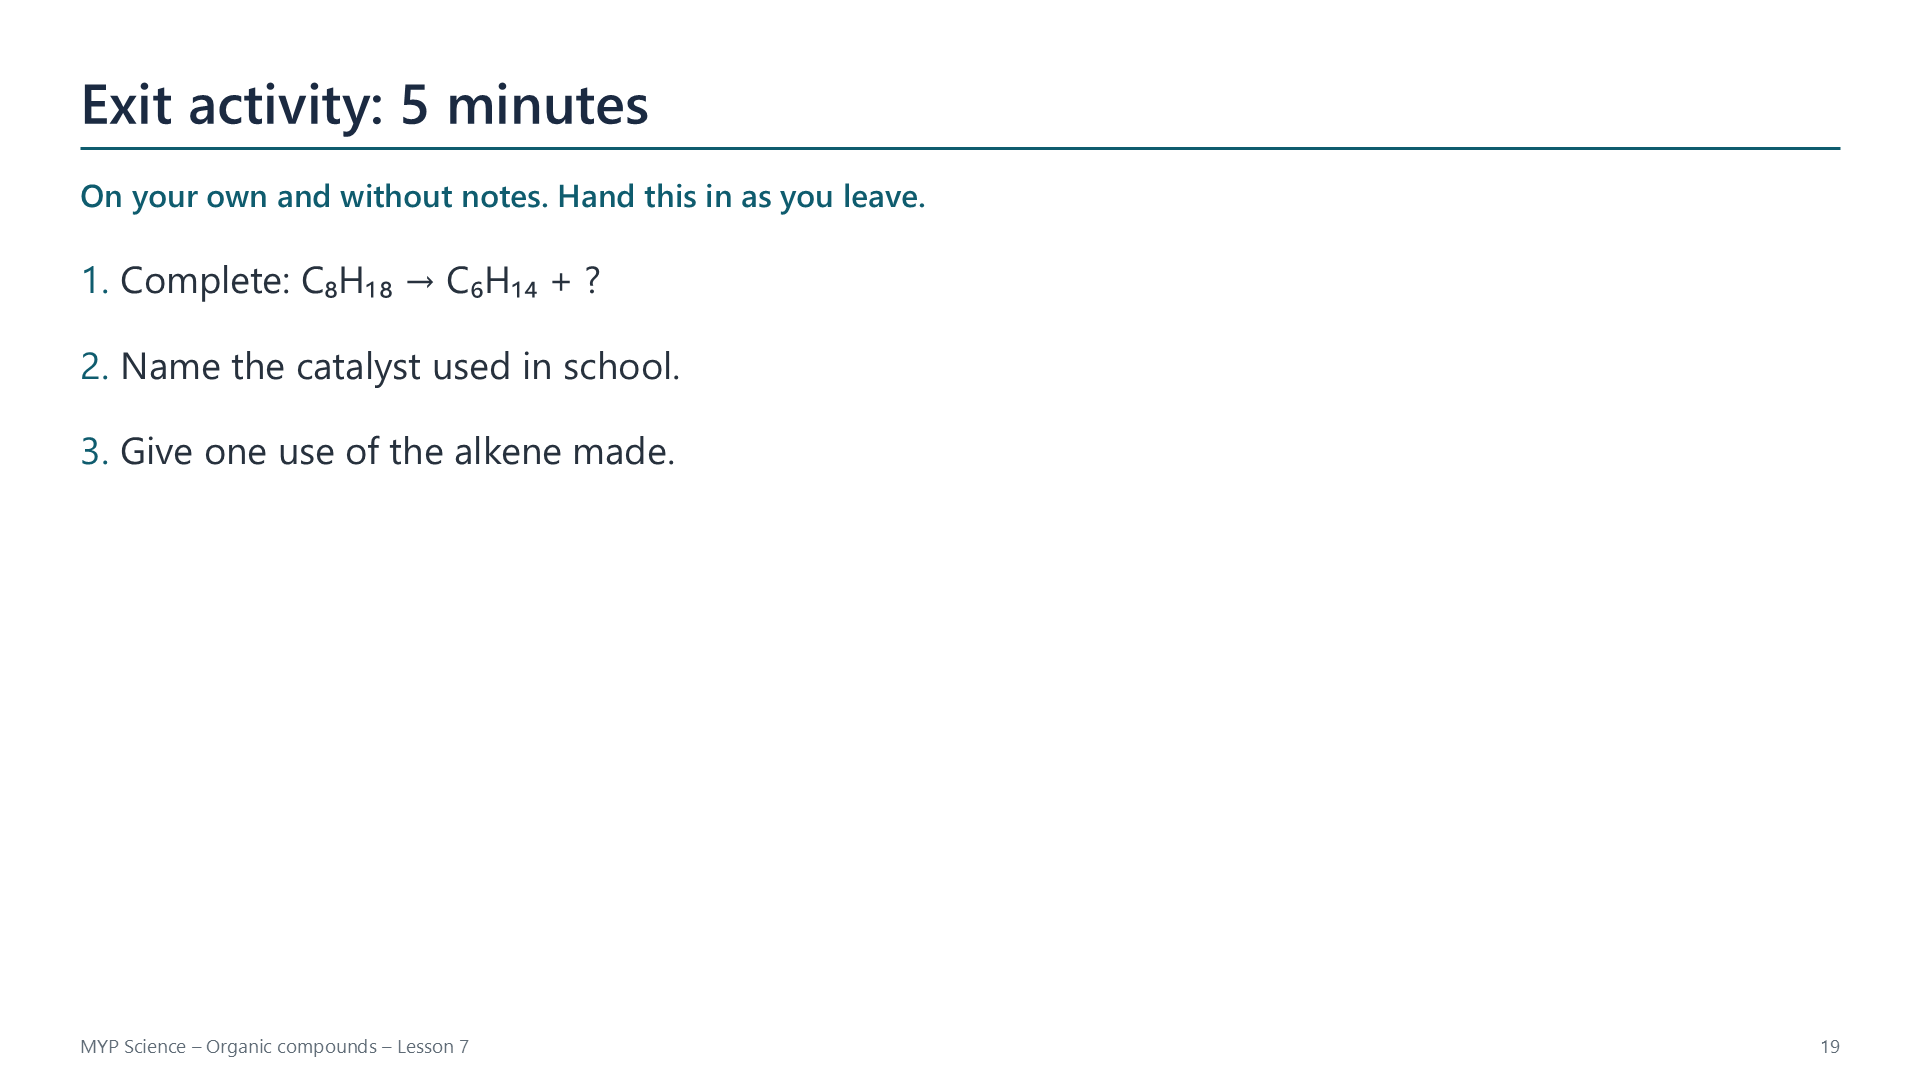 Exit activity: 5 minutes
On your own and without notes. Hand this in as you leave.
1. Complete: C₈H₁₈ → C₆H₁₄ + ?
2. Name the catalyst used in school.
3. Give one use of the alkene made.
MYP Science – Organic compounds – Lesson 7
19